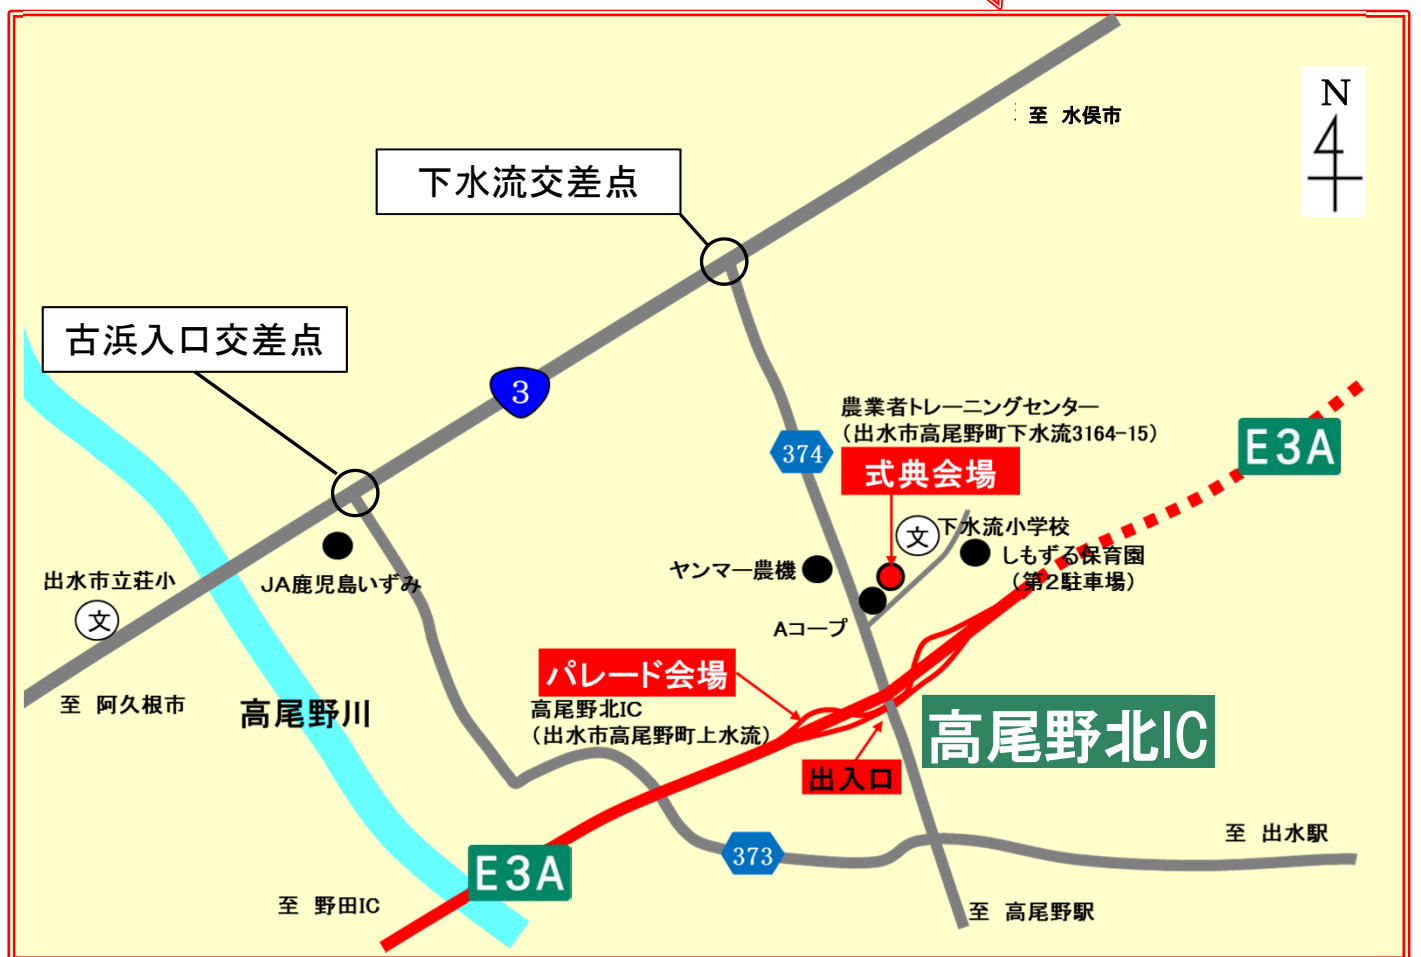 N
至 水俣市
下水流交差点
古浜入口交差点
3
農業者トレーニングセンター
（出水市高尾野町下水流3164-15）
374
式典会場
E3A
文
下水流小学校
しもずる保育園
（第2駐車場）
ヤンマー農機
JA鹿児島いずみ
出水市立荘小
文
Aコープ
パレード会場
至 阿久根市
高尾野川
高尾野北IC
（出水市高尾野町上水流）
高尾野北IC
出入口
至 出水駅
373
E3A
至 野田IC
至 高尾野駅